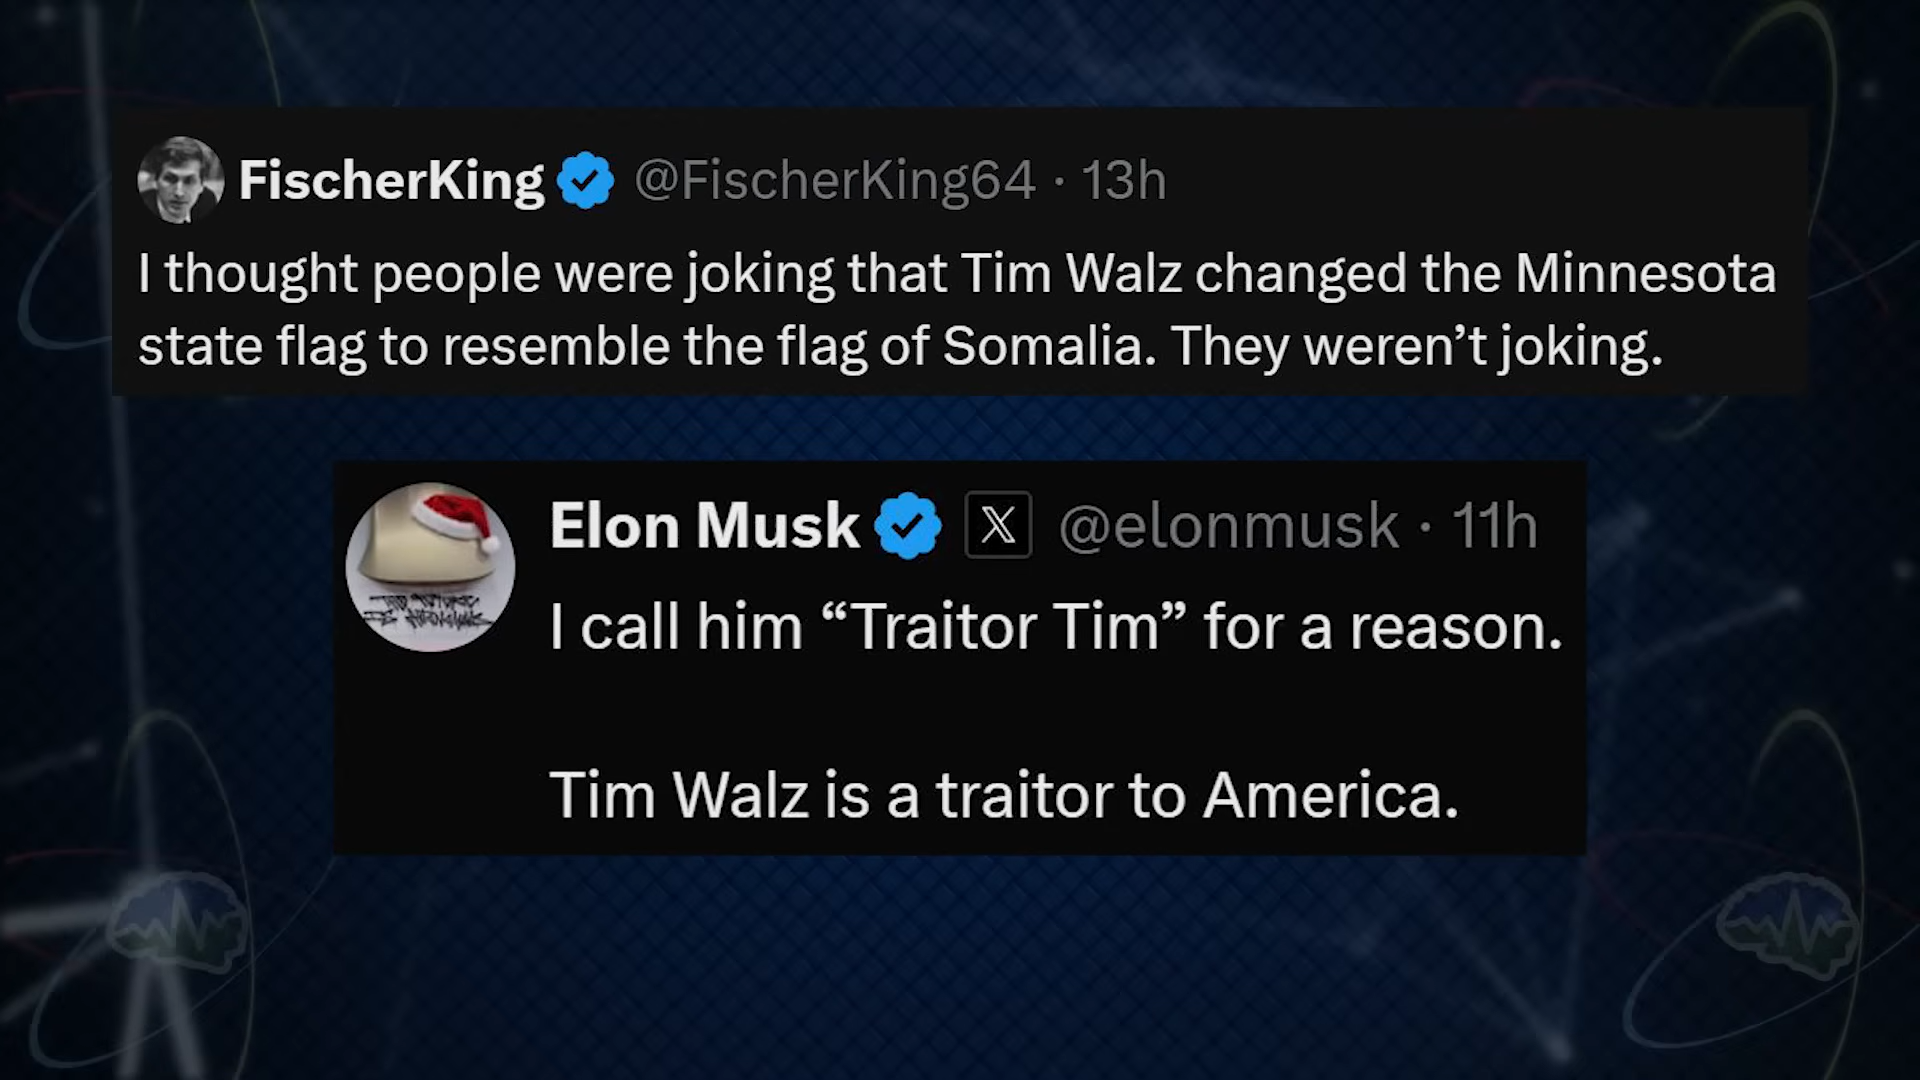 FischerKing @FischerKing64 · 13h
I thought people were joking that Tim Walz changed the Minnesota
state flag to resemble the flag of Somalia. They weren’t joking.
Elon Musk X @elonmusk · 11h
I call him “Traitor Tim” for a reason.
Tim Walz is a traitor to America.